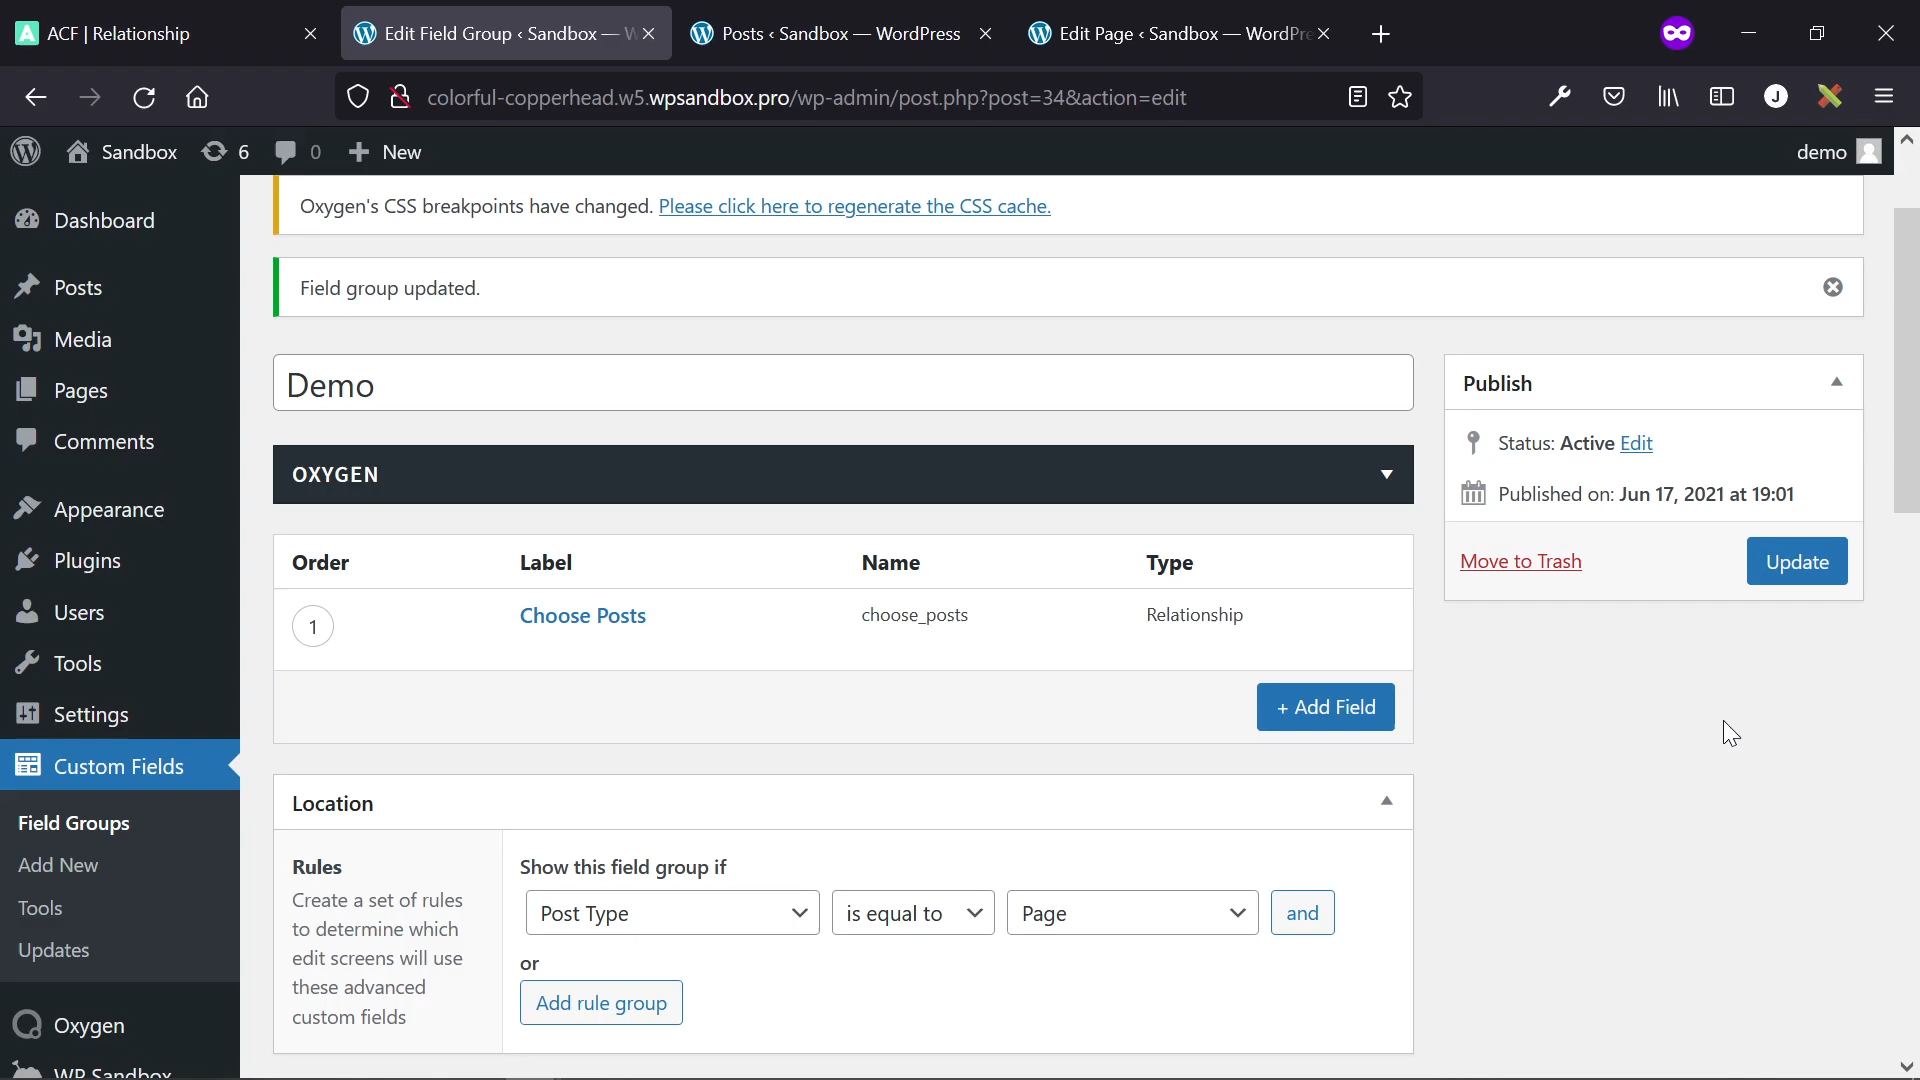 ACF | Relationship
Edit Field Group ‹ Sandbox — W
Posts ‹ Sandbox — WordPress
Edit Page ‹ Sandbox — WordPre
colorful-copperhead.w5.wpsandbox.pro/wp-admin/post.php?post=34&action=edit
J
Sandbox
6
0
New
demo
Dashboard
Posts
Media
Pages
Comments
Appearance
Plugins
Users
Tools
Settings
Custom Fields
Field Groups
Add New
Tools
Updates
Oxygen
WP Sandbox
Oxygen's CSS breakpoints have changed. Please click here to regenerate the CSS cache.
Field group updated.
Demo
OXYGEN
Order Label Name Type
1 Choose Posts choose_posts Relationship
+ Add Field
Location
Rules
Create a set of rules
to determine which
edit screens will use
these advanced
custom fields
Show this field group if
Post Type is equal to Page and
or
Add rule group
Publish
Status: Active Edit
Published on: Jun 17, 2021 at 19:01
Move to Trash Update